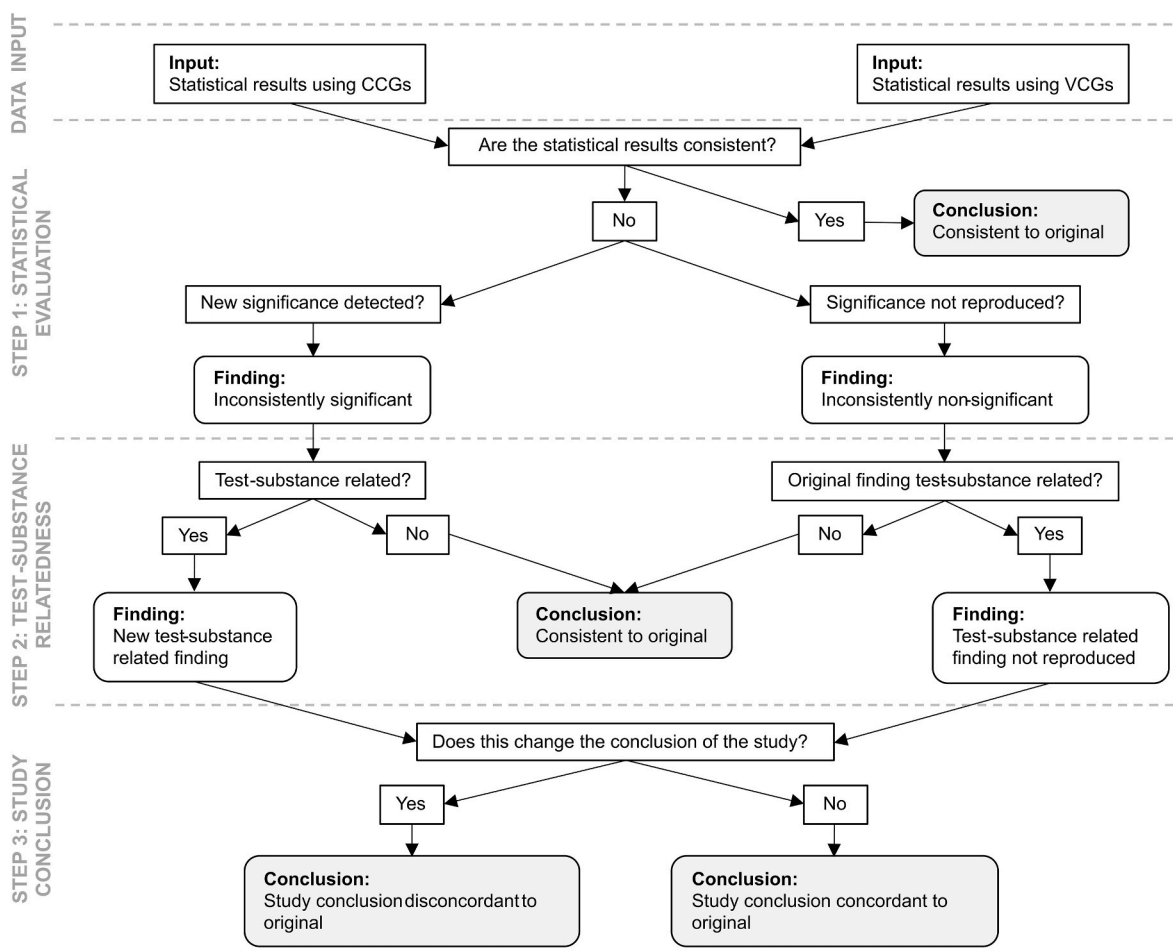 DATA INPUT
Input:
Statistical results using CCGs
Input:
Statistical results using VCGs
STEP 1: STATISTICAL
EVALUATION
Are the statistical results consistent?
No
Yes
Conclusion:
Consistent to original
New significance detected?
Significance not reproduced?
Finding:
Inconsistently significant
Finding:
Inconsistently non-significant
STEP 2: TEST-SUBSTANCE
RELATEDNESS
Test-substance related?
Original finding test-substance related?
Yes
No
No
Yes
Finding:
New test-substance
related finding
Conclusion:
Consistent to original
Finding:
Test-substance related
finding not reproduced
STEP 3: STUDY
CONCLUSION
Does this change the conclusion of the study?
Yes
No
Conclusion:
Study conclusion disconcordant to
original
Conclusion:
Study conclusion concordant to
original